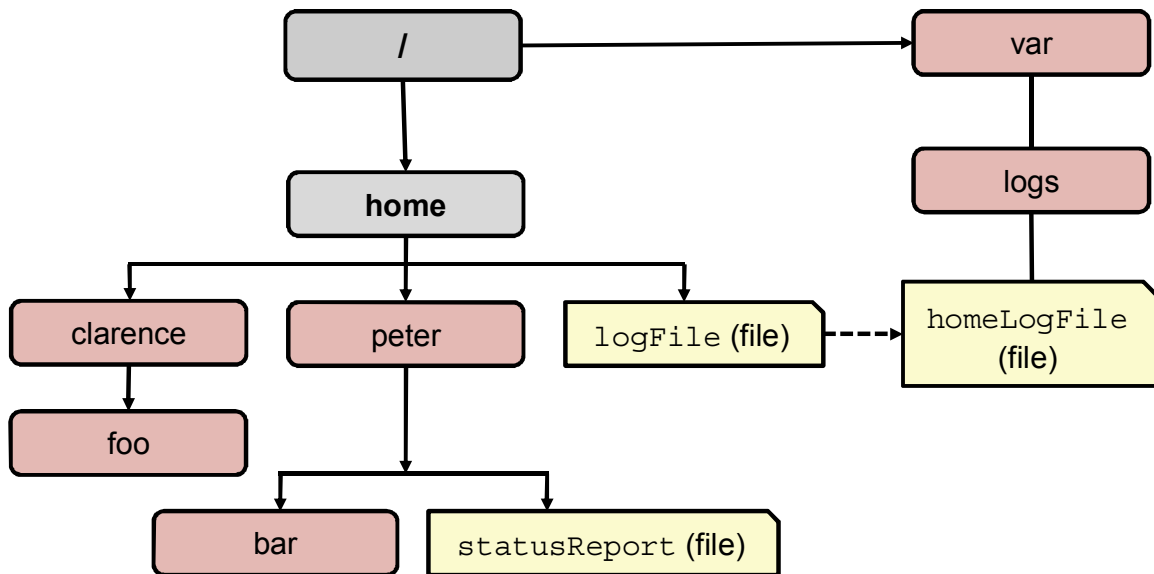 /
var
home
logs
clarence
peter
logFile (file)
homeLogFile
(file)
foo
bar
statusReport (file)